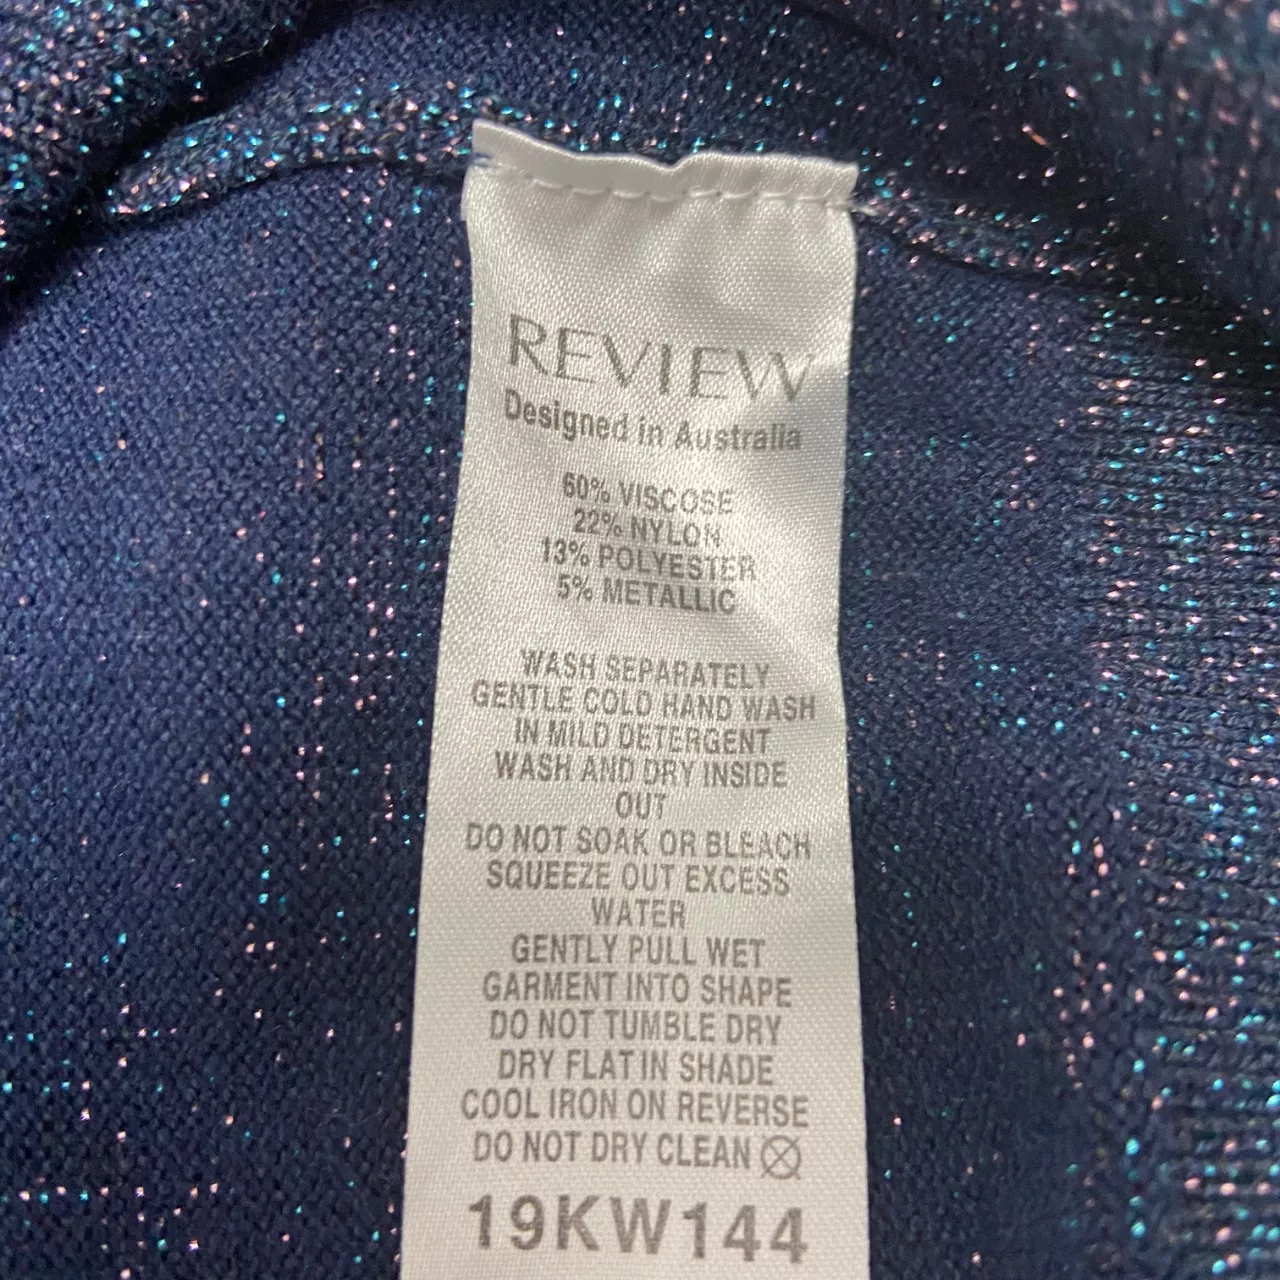 REVIEW
Designed in Australia
60% VISCOSE
22% NYLON
13% POLYESTER
5% METALLIC
WASH SEPARATELY
GENTLE COLD HAND WASH
IN MILD DETERGENT
WASH AND DRY INSIDE
OUT
DO NOT SOAK OR BLEACH
SQUEEZE OUT EXCESS
WATER
GENTLY PULL WET
GARMENT INTO SHAPE
DO NOT TUMBLE DRY
DRY FLAT IN SHADE
COOL IRON ON REVERSE
DO NOT DRY CLEAN
19KW144